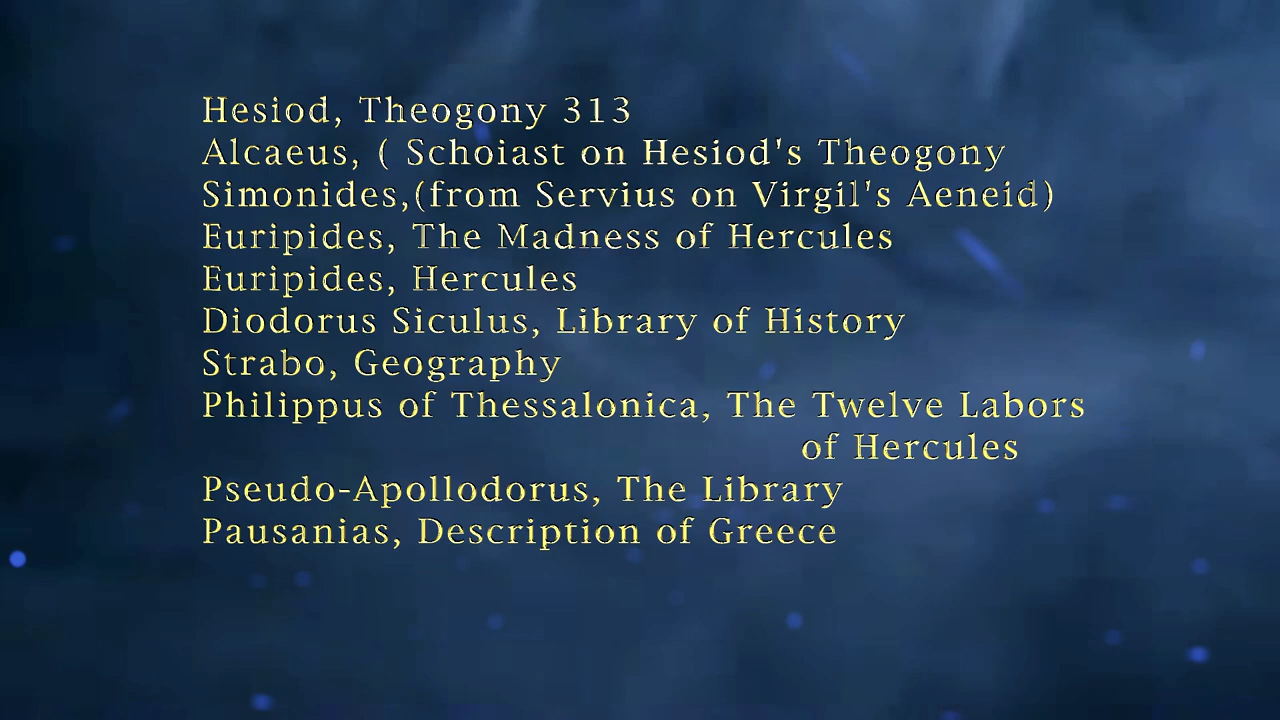 Hesiod, Theogony 313
Alcaeus, ( Schoiast on Hesiod's Theogony
Simonides,(from Servius on Virgil's Aeneid)
Euripides, The Madness of Hercules
Euripides, Hercules
Diodorus Siculus, Library of History
Strabo, Geography
Philippus of Thessalonica, The Twelve Labors
of Hercules
Pseudo-Apollodorus, The Library
Pausanias, Description of Greece